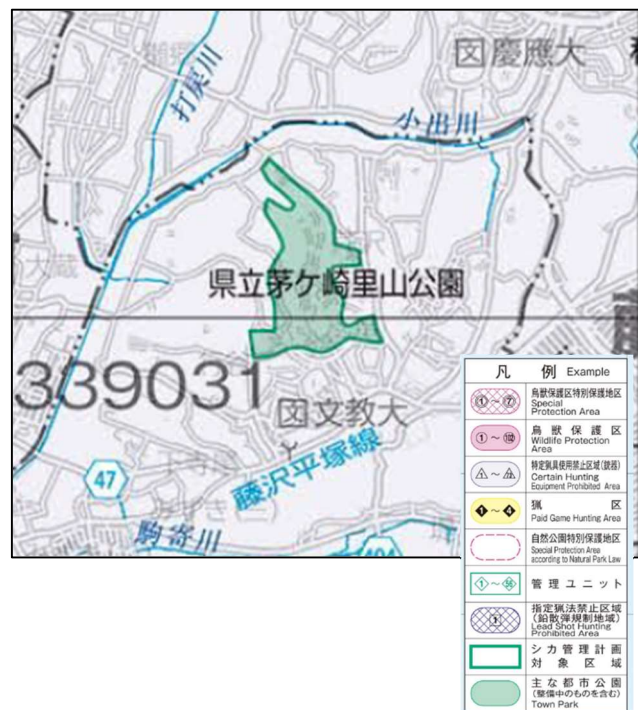 打戻川
小出川
文慶應大
県立茅ケ崎里山公園
339031
文文教大
藤沢平塚線
47
駒寄川
凡 例 Example
①～⑦
鳥獣保護区特別保護地区
Special
Protection Area
鳥獣保護区
Wildlife Protection
Area
特定猟具使用禁止区域(銃器)
Certain Hunting
Equipment Prohibited Area
❶～❹
猟区
Paid Game Hunting Area
自然公園特別保護地区
Special Protection Area
according to Natural Park Law
管理ユニット
1
指定猟法禁止区域
(鉛散弾規制地域)
Lead Shot Hunting
Prohibited Area
シカ管理計画
対象区域
主な都市公園
(整備中のものを含む)
Town Park